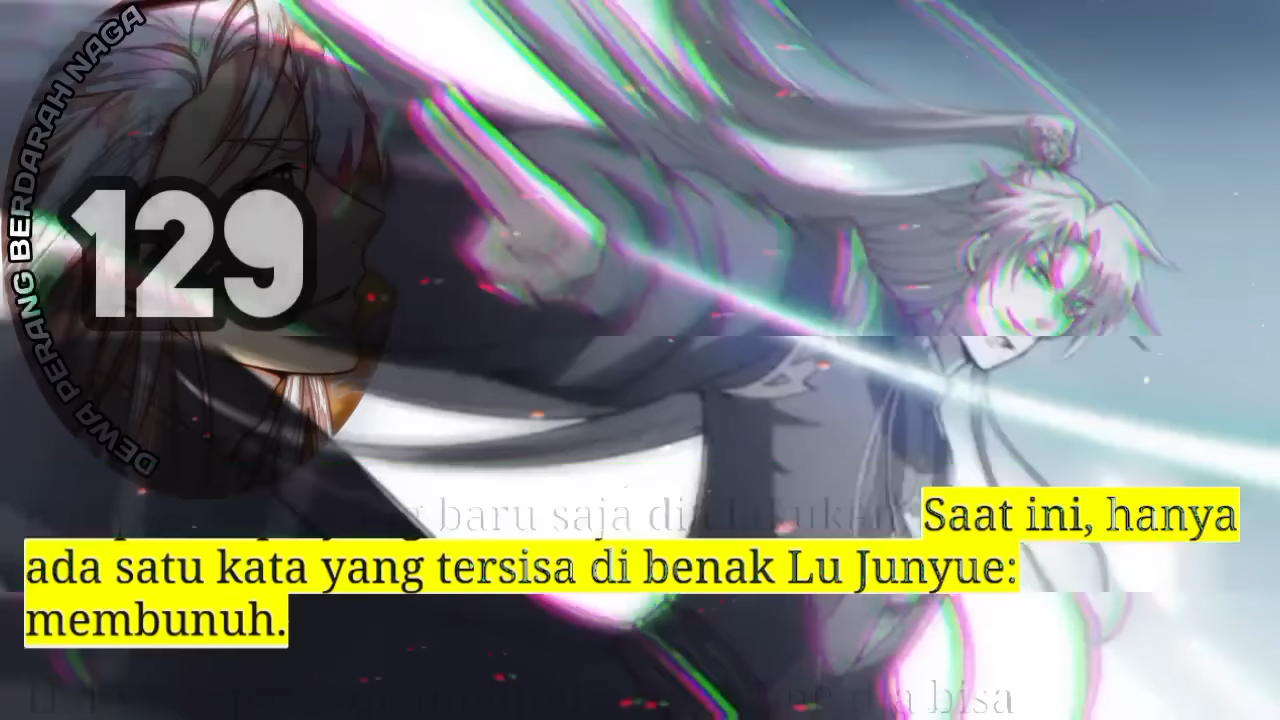 DEWA PERANG BERDARAH NAGA
129
baru saja
Saat ini, hanya
ada satu kata yang tersisa di benak Lu Junyue:
membunuh.
bisa